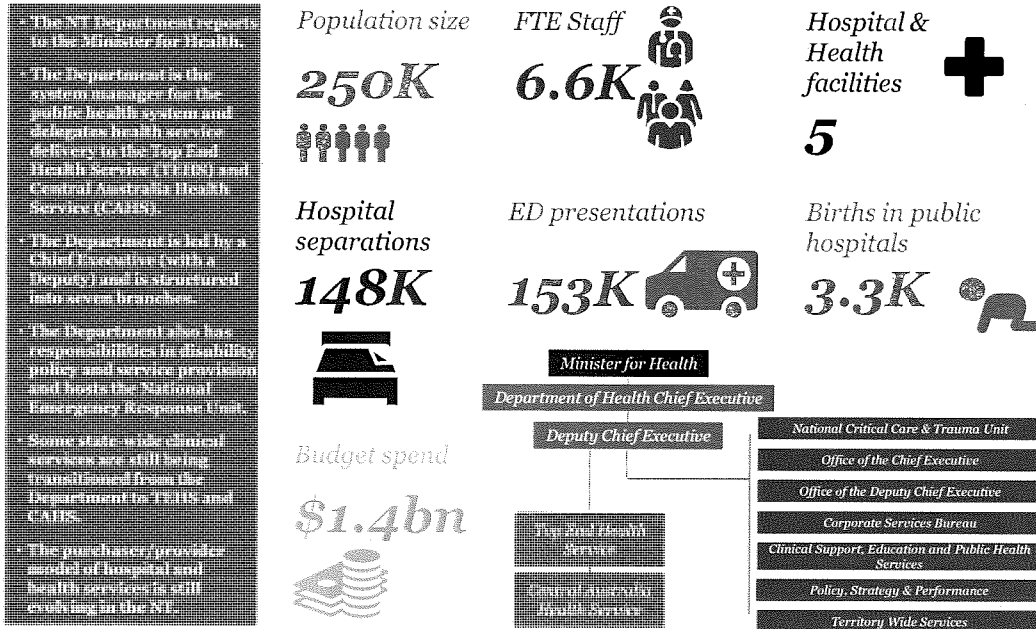 • The NT Department reports
to the Minister for Health.
• The Department is the
system manager for the
public health system and
delegates health service
delivery to the Top End
Health Service (TEHS) and
Central Australia Health
Service (CAHS).
• The Department is led by a
Chief Executive (with a
Deputy) and is structured
into seven branches.
• The Department also has
responsibilities in disability
policy and service provision
and hosts the National
Emergency Response Unit.
• Some state wide clinical
services are still being
transitioned from the
Department to TEHS and
CAHS.
• The purchaser/provider
model of hospital and
health services is still
evolving in the NT.
Population size
250K
FTE Staff
6.6K
Hospital &
Health
facilities
5
Hospital
separations
148K
ED presentations
153K
Births in public
hospitals
3.3K
Budget spend
$1.4bn
Minister for Health
Department of Health Chief Executive
Deputy Chief Executive
Top End Health
Service
Central Australia
Health Service
National Critical Care & Trauma Unit
Office of the Chief Executive
Office of the Deputy Chief Executive
Corporate Services Bureau
Clinical Support, Education and Public Health
Services
Policy, Strategy & Performance
Territory Wide Services